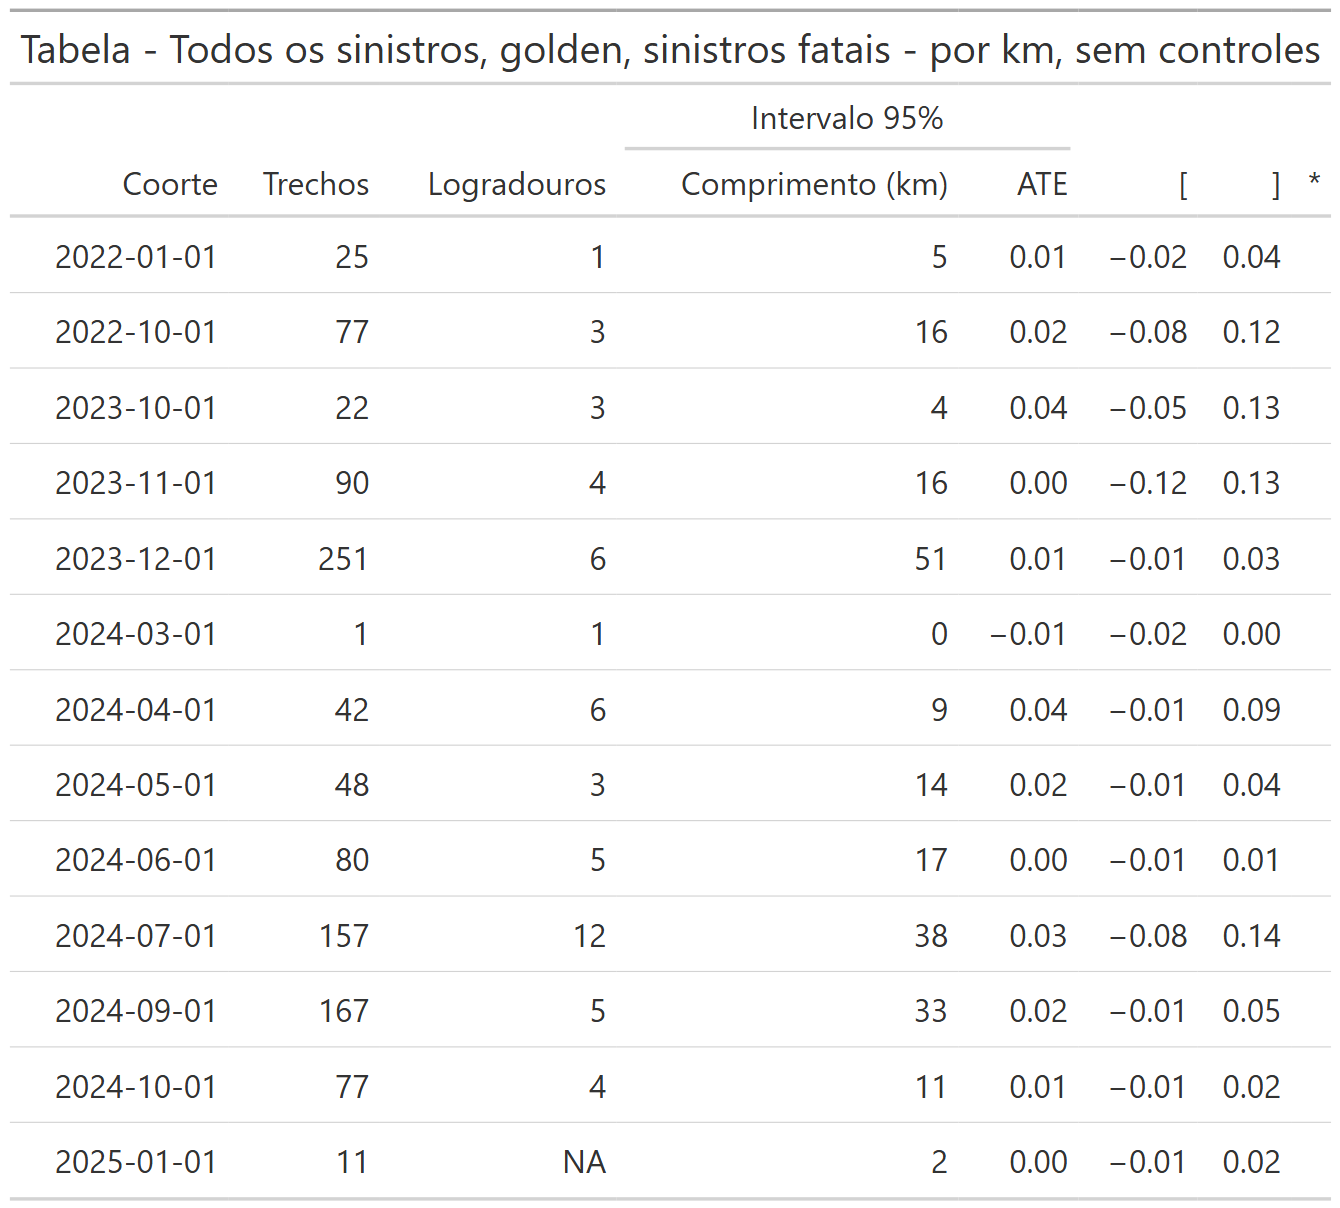 Tabela - Todos os sinistros, golden, sinistros fatais - por km, sem controles
Intervalo 95%
Coorte Trechos Logradouros Comprimento (km) ATE [ ] *
2022-01-01 25 1 5 0.01 −0.02 0.04
2022-10-01 77 3 16 0.02 −0.08 0.12
2023-10-01 22 3 4 0.04 −0.05 0.13
2023-11-01 90 4 16 0.00 −0.12 0.13
2023-12-01 251 6 51 0.01 −0.01 0.03
2024-03-01 1 1 0 −0.01 −0.02 0.00
2024-04-01 42 6 9 0.04 −0.01 0.09
2024-05-01 48 3 14 0.02 −0.01 0.04
2024-06-01 80 5 17 0.00 −0.01 0.01
2024-07-01 157 12 38 0.03 −0.08 0.14
2024-09-01 167 5 33 0.02 −0.01 0.05
2024-10-01 77 4 11 0.01 −0.01 0.02
2025-01-01 11 NA 2 0.00 −0.01 0.02